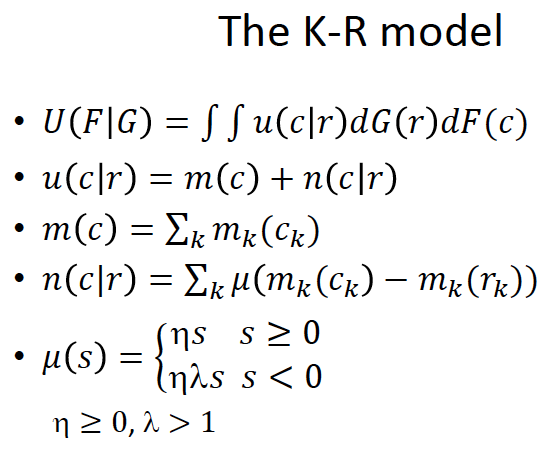 The K-R model
• U(F|G) = ∫ ∫ u(c|r)dG(r)dF(c)
• u(c|r) = m(c) + n(c|r)
• m(c) = ∑ₖ mₖ(cₖ)
• n(c|r) = ∑ₖ μ(mₖ(cₖ) − mₖ(rₖ))
• μ(s) = { ηs s ≥ 0
ηλs s < 0
η ≥ 0, λ > 1